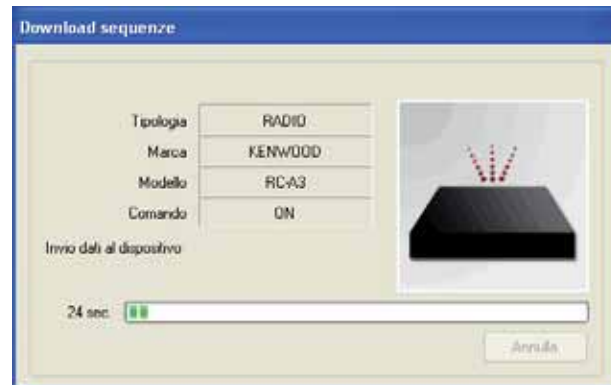 Download sequenze
Tipologia RADIO
Marca KENWOOD
Modello RC-A3
Comando ON
Invio dati al dispositivo
24 sec.
Annulla